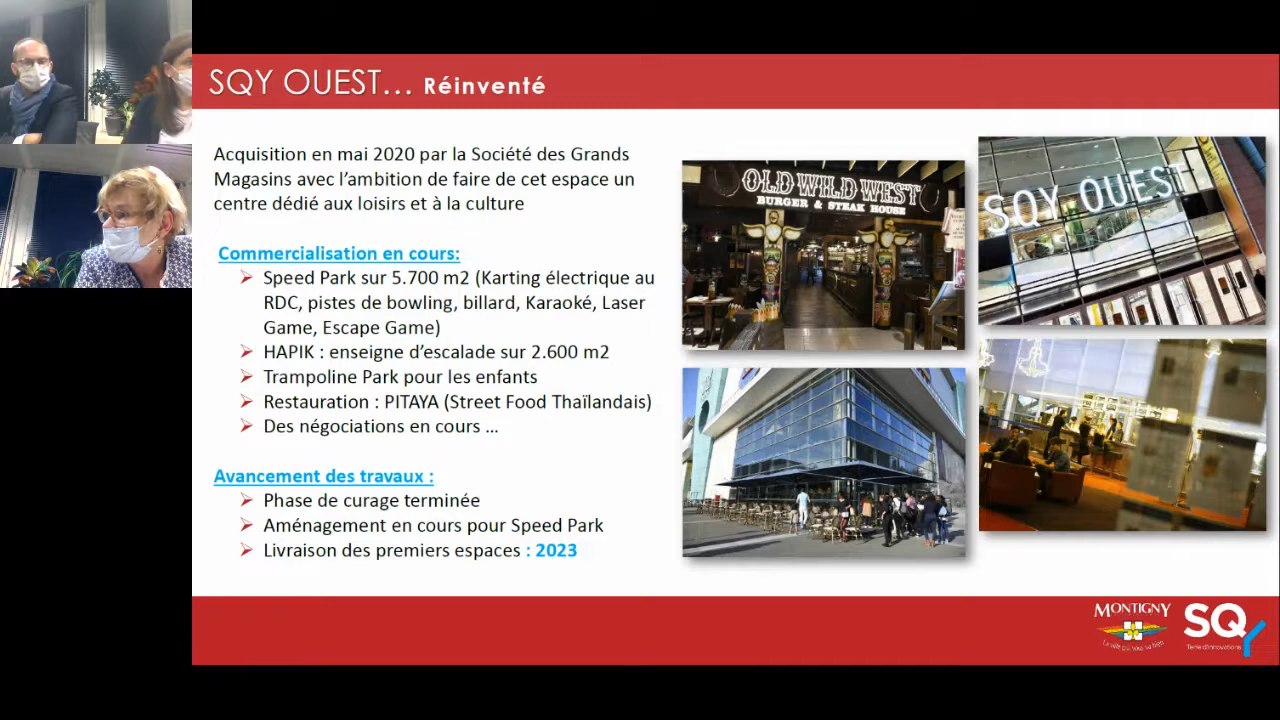 SQY OUEST... Réinventé
Acquisition en mai 2020 par la Société des Grands
Magasins avec l’ambition de faire de cet espace un
centre dédié aux loisirs et à la culture
Commercialisation en cours:
Speed Park sur 5.700 m2 (Karting électrique au
RDC, pistes de bowling, billard, Karaoké, Laser
Game, Escape Game)
HAPIK : enseigne d’escalade sur 2.600 m2
Trampoline Park pour les enfants
Restauration : PITAYA (Street Food Thaïlandais)
Des négociations en cours ...
Avancement des travaux :
Phase de curage terminée
Aménagement en cours pour Speed Park
Livraison des premiers espaces : 2023
OLD WILD WEST
BURGER & STEAK HOUSE
SQY OUEST
MONTIGNY
SQY
Terre d'innovations